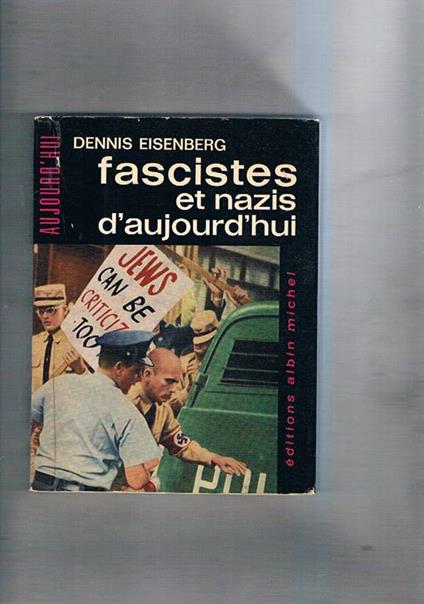 AUJOURD'HUI
DENNIS EISENBERG
fascistes
et nazis
d'aujourd'hui
JEWS
CAN BE
CRITICIZ
TOO
éditions albin michel